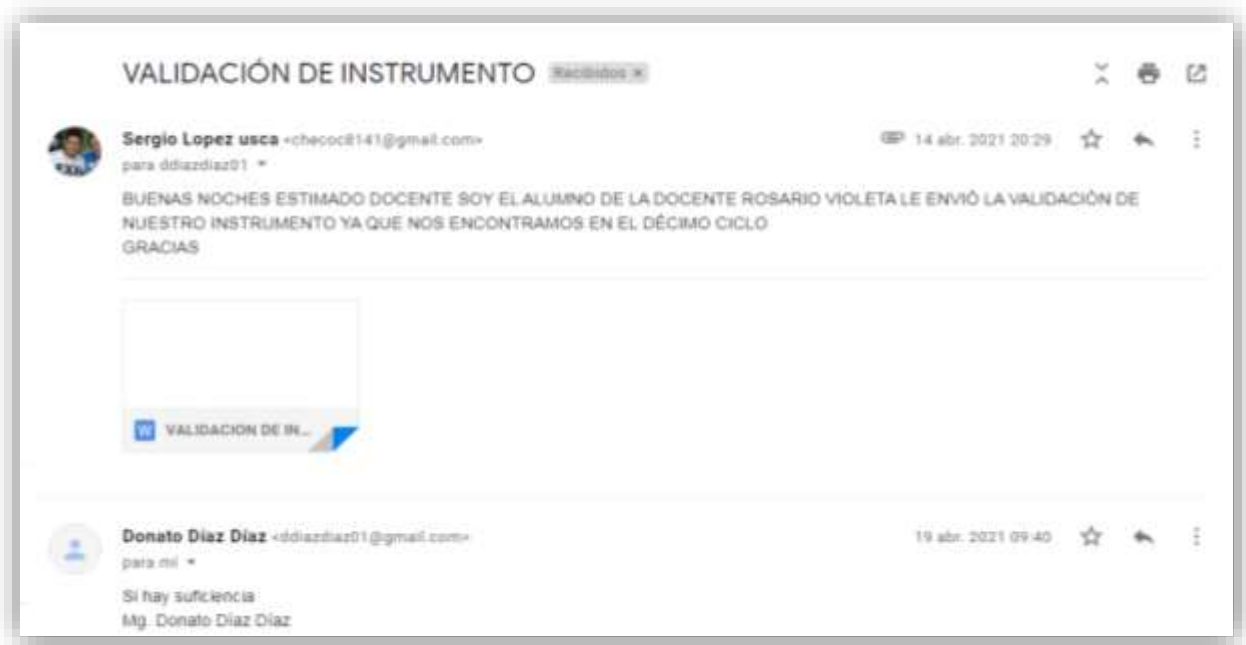 VALIDACIÓN DE INSTRUMENTO Recibidos x
Sergio Lopez usca <checoc8141@gmail.com>
14 abr. 2021 20:29
para ddiazdiaz01
BUENAS NOCHES ESTIMADO DOCENTE SOY EL ALUMNO DE LA DOCENTE ROSARIO VIOLETA LE ENVIÓ LA VALIDACIÓN DE
NUESTRO INSTRUMENTO YA QUE NOS ENCONTRAMOS EN EL DÉCIMO CICLO
GRACIAS
W VALIDACION DE IN...
Donato Díaz Díaz <ddiazdiaz01@gmail.com>
19 abr. 2021 09:40
para mí
Si hay suficiencia
Mg. Donato Díaz Díaz